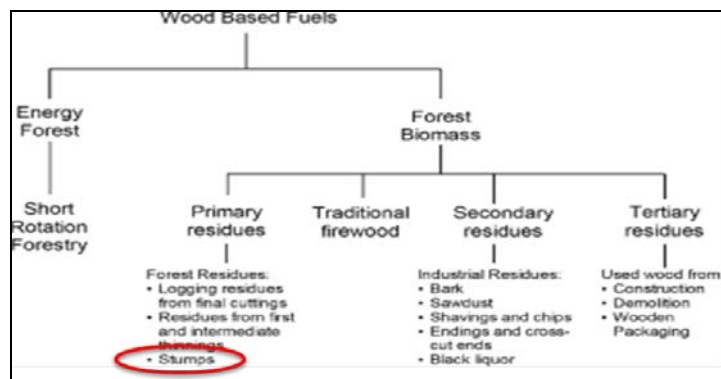 Wood Based Fuels
Energy
Forest
Forest
Biomass
Short
Rotation
Forestry
Primary
residues
Traditional
firewood
Secondary
residues
Tertiary
residues
Forest Residues:
• Logging residues
from final cuttings
• Residues from first
and intermediate
thinnings
• Stumps
Industrial Residues:
• Bark
• Sawdust
• Shavings and chips
• Endings and cross-
cut ends
• Black liquor
Used wood from:
• Construction
• Demolition
• Wooden
Packaging